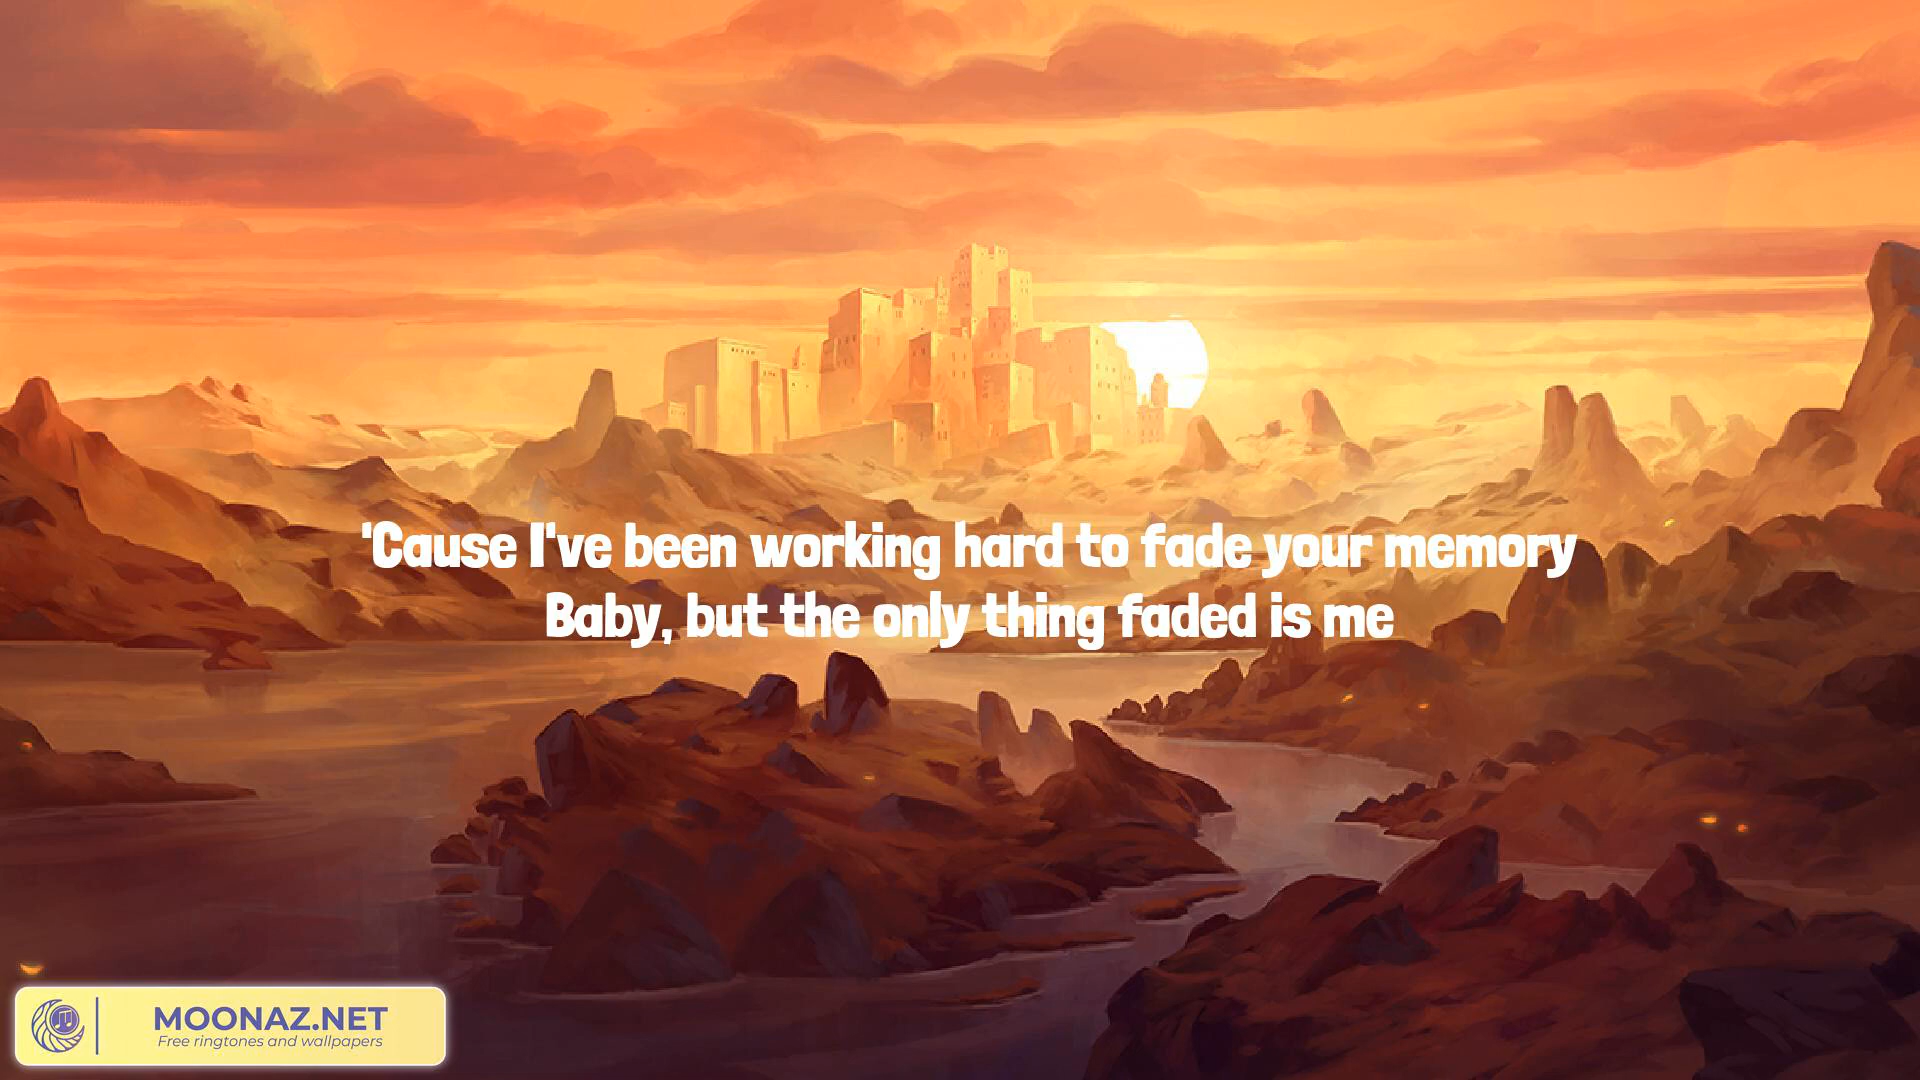 'Cause I've been working hard to fade your memory
Baby, but the only thing faded is me
MOONAZ.NET
Free ringtones and wallpapers